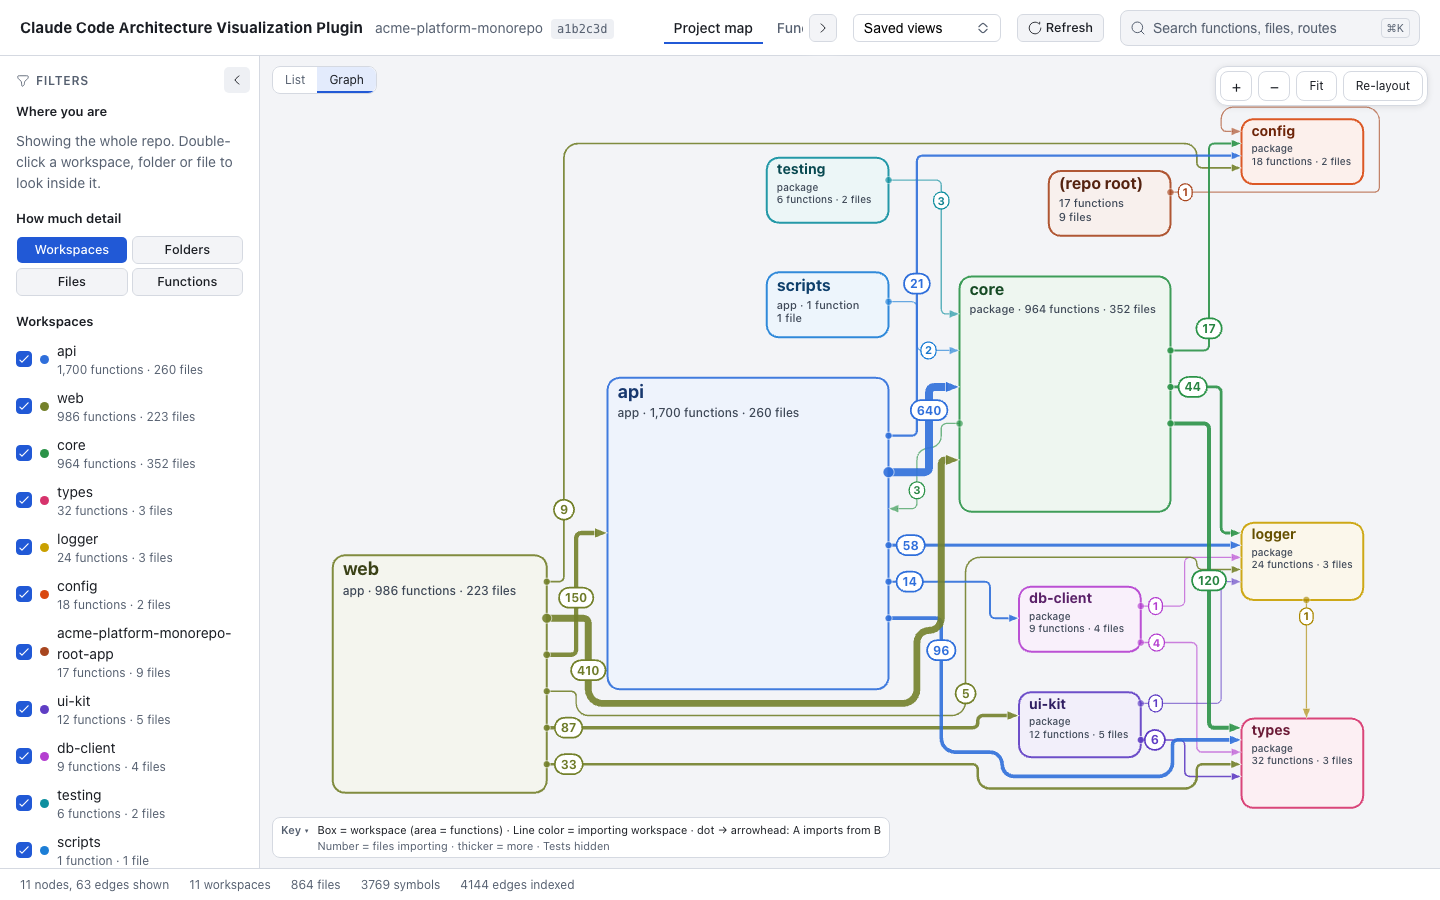 Claude Code Architecture Visualization Plugin acme-platform-monorepo a1b2c3d
Project map
Saved views
Refresh
Search functions, files, routes
⌘K
FILTERS
Where you are
Showing the whole repo. Double-
click a workspace, folder or file to
look inside it.
How much detail
Workspaces
Folders
Files
Functions
Workspaces
api
1,700 functions · 260 files
web
986 functions · 223 files
core
964 functions · 352 files
types
32 functions · 3 files
logger
24 functions · 3 files
config
18 functions · 2 files
acme-platform-monorepo-
root-app
17 functions · 9 files
ui-kit
12 functions · 5 files
db-client
9 functions · 4 files
testing
6 functions · 2 files
scripts
1 function · 1 file
List
Graph
+
−
Fit
Re-layout
config
package
18 functions · 2 files
testing
package
6 functions · 2 files
(repo root)
17 functions
9 files
1
3
scripts
app · 1 function
1 file
21
core
package · 964 functions · 352 files
17
2
api
app · 1,700 functions · 260 files
44
640
3
9
logger
package
24 functions · 3 files
58
web
app · 986 functions · 223 files
14
120
150
db-client
package
9 functions · 4 files
1
1
4
96
410
5
ui-kit
package
12 functions · 5 files
1
6
87
types
package
32 functions · 3 files
33
Key ▾ Box = workspace (area = functions) · Line color = importing workspace · dot → arrowhead: A imports from B
Number = files importing · thicker = more · Tests hidden
11 nodes, 63 edges shown
11 workspaces
864 files
3769 symbols
4144 edges indexed